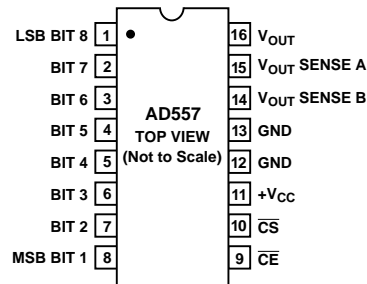 LSB BIT 8 1
BIT 7 2
BIT 6 3
BIT 5 4
BIT 4 5
BIT 3 6
BIT 2 7
MSB BIT 1 8
AD557
TOP VIEW
(Not to Scale)
16 VOUT
15 VOUT SENSE A
14 VOUT SENSE B
13 GND
12 GND
11 +VCC
10 C̅S̅
9 C̅E̅